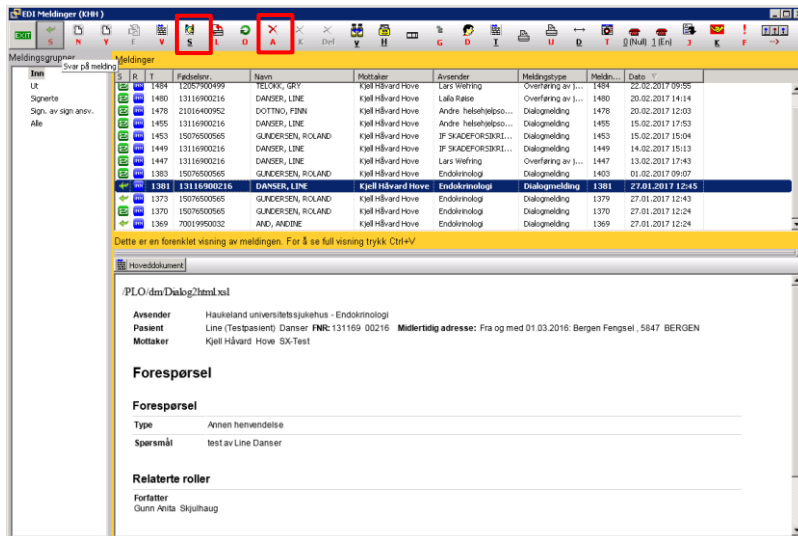 EDI Meldinger (KHH )
EXIT S N Y E V S L O A K Def Y H G D I U D T 0 (Null) 1 (En) J K F -->
Meldingsgrupper
Svar på melding
Inn
Ut
Signerte
Sign. av sign ansv.
Alle
Meldinger
S R T Fødselsnr. Navn Mottaker Avsender Meldingstype Meldin... Dato
1484 12057900499 TELOKK, GRY Kjell Håvard Hove Lars Wefring Overføring av j... 1484 22.02.2017 09:55
1480 13116900216 DANSER, LINE Kjell Håvard Hove Laila Røise Overføring av j... 1480 20.02.2017 14:14
1478 21016400952 DOTTNO, FINN Kjell Håvard Hove Andre helsehjelpso... Dialogmelding 1478 20.02.2017 12:03
1455 13116900216 DANSER, LINE Kjell Håvard Hove Andre helsehjelpso... Dialogmelding 1455 15.02.2017 17:53
1453 15076500565 GUNDERSEN, ROLAND Kjell Håvard Hove IF SKADEFORSIKRI... Dialogmelding 1453 15.02.2017 15:04
1449 13116900216 DANSER, LINE Kjell Håvard Hove IF SKADEFORSIKRI... Dialogmelding 1449 14.02.2017 15:13
1447 13116900216 DANSER, LINE Kjell Håvard Hove Lars Wefring Overføring av j... 1447 13.02.2017 17:43
1383 15076500565 GUNDERSEN, ROLAND Kjell Håvard Hove Endokrinologi Dialogmelding 1403 01.02.2017 09:07
1381 13116900216 DANSER, LINE Kjell Håvard Hove Endokrinologi Dialogmelding 1381 27.01.2017 12:45
1373 15076500565 GUNDERSEN, ROLAND Kjell Håvard Hove Endokrinologi Dialogmelding 1379 27.01.2017 12:43
1370 15076500565 GUNDERSEN, ROLAND Kjell Håvard Hove Endokrinologi Dialogmelding 1370 27.01.2017 12:24
1369 70019950032 AND, ANDINE Kjell Håvard Hove Endokrinologi Dialogmelding 1369 27.01.2017 12:24
Dette er en forenklet visning av meldingen. For å se full visning trykk Ctrl+V
Hoveddokument
/PLO/dm/Dialog2html.xsl
Avsender Haukeland universitetssjukehus - Endokrinologi
Pasient Line (Testpasient) Danser FNR: 131169 00216 Midlertidig adresse: Fra og med 01.03.2016: Bergen Fengsel , 5847 BERGEN
Mottaker Kjell Håvard Hove SX-Test
Forespørsel
Forespørsel
Type Annen henvendelse
Spørsmål test av Line Danser
Relaterte roller
Forfatter
Gunn Anita Skjulhaug